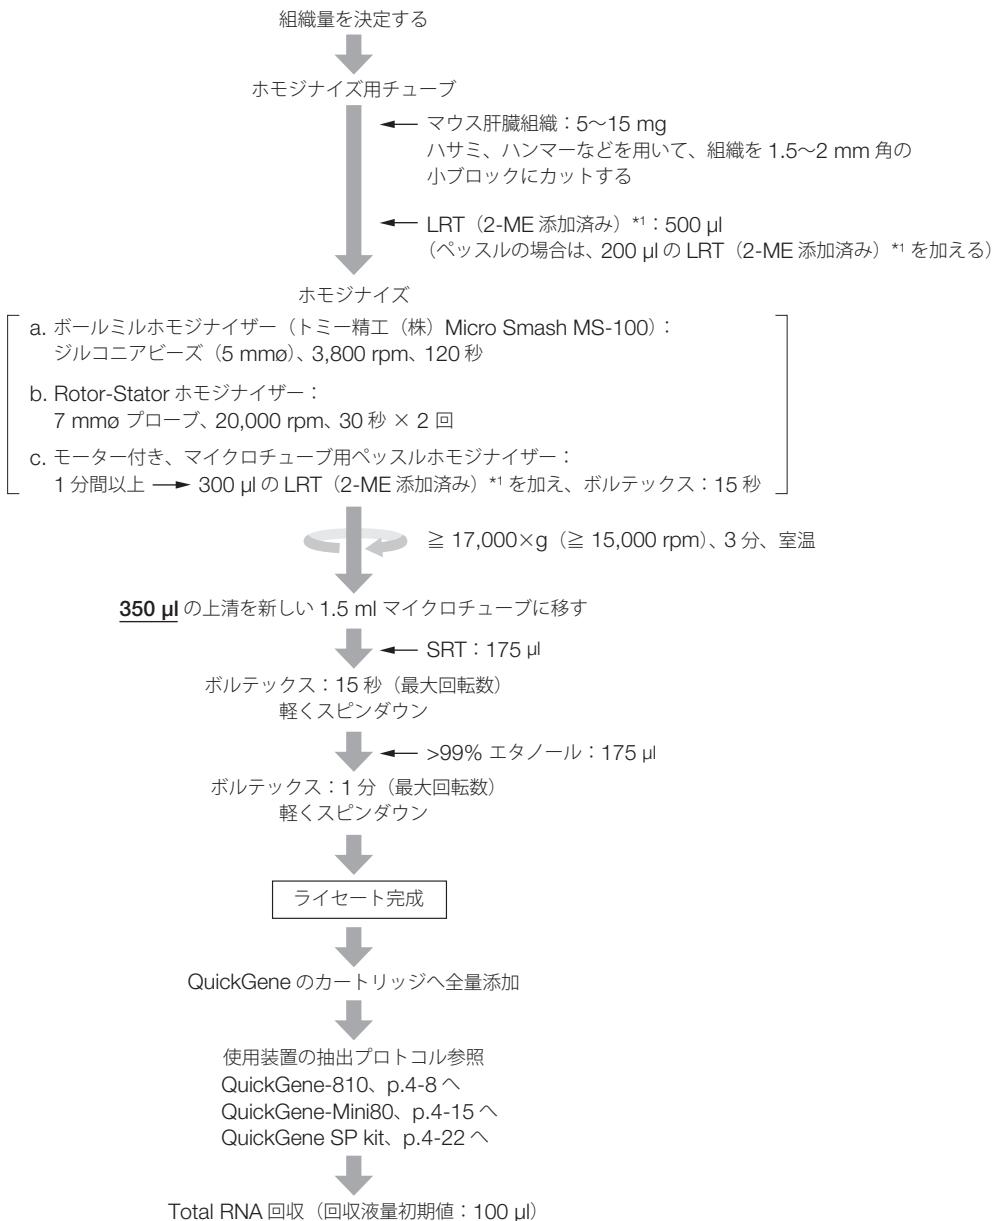 組織量を決定する
ホモジナイズ用チューブ
マウス肝臓組織：5～15 mg
ハサミ、ハンマーなどを用いて、組織を 1.5～2 mm 角の
小ブロックにカットする
LRT（2-ME 添加済み）*1：500 µl
（ペッスルの場合は、200 µl の LRT（2-ME 添加済み）*1 を加える）
ホモジナイズ
a. ボールミルホモジナイザー（トミー精工（株）Micro Smash MS-100）：
ジルコニアビーズ（5 mmø）、3,800 rpm、120 秒
b. Rotor-Stator ホモジナイザー：
7 mmø プローブ、20,000 rpm、30 秒 × 2 回
c. モーター付き、マイクロチューブ用ペッスルホモジナイザー：
1 分間以上 → 300 µl の LRT（2-ME 添加済み）*1 を加え、ボルテックス：15 秒
≧ 17,000×g（≧ 15,000 rpm）、3 分、室温
350 µl の上清を新しい 1.5 ml マイクロチューブに移す
SRT：175 µl
ボルテックス：15 秒（最大回転数）
軽くスピンダウン
>99% エタノール：175 µl
ボルテックス：1 分（最大回転数）
軽くスピンダウン
ライセート完成
QuickGene のカートリッジへ全量添加
使用装置の抽出プロトコル参照
QuickGene-810、p.4-8 へ
QuickGene-Mini80、p.4-15 へ
QuickGene SP kit、p.4-22 へ
Total RNA 回収（回収液量初期値：100 µl）